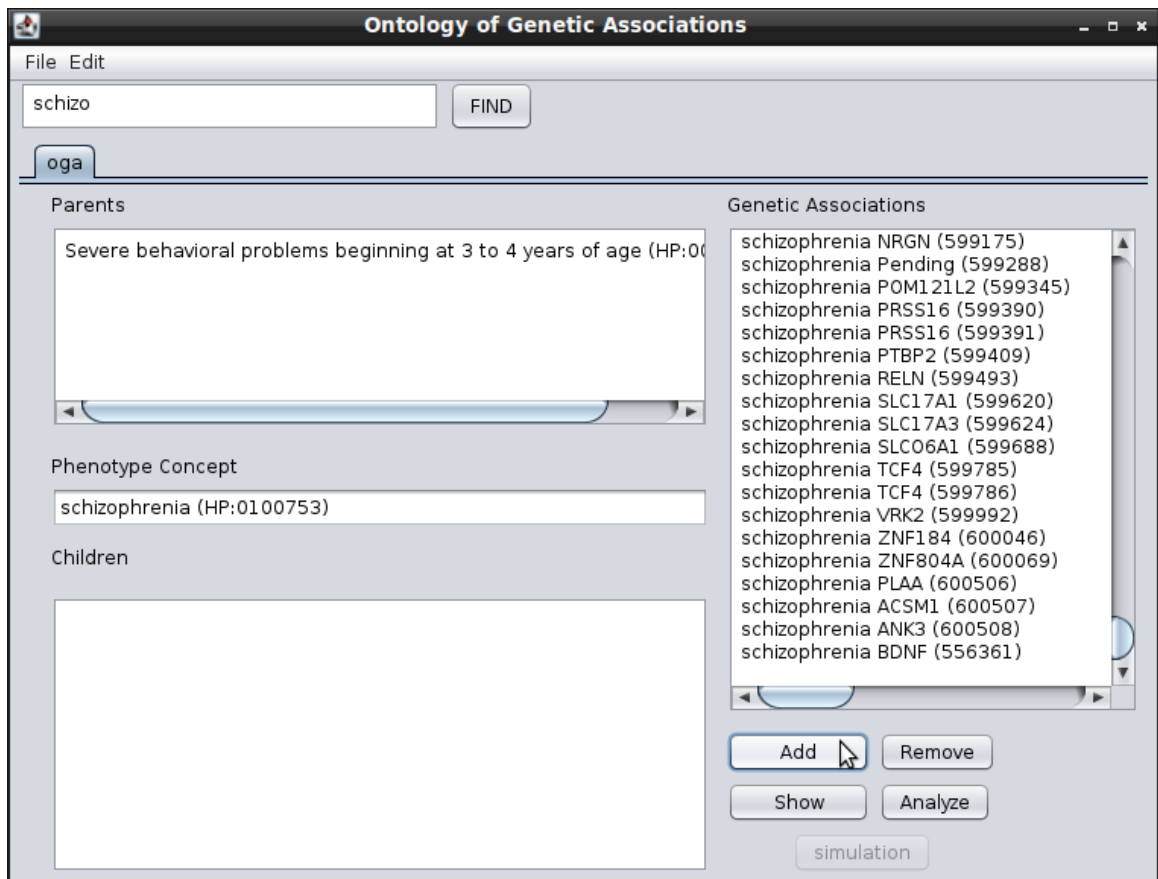 Ontology of Genetic Associations
File Edit
schizo
FIND
oga
Parents
Severe behavioral problems beginning at 3 to 4 years of age (HP:00
Phenotype Concept
schizophrenia (HP:0100753)
Children
Genetic Associations
schizophrenia NRGN (599175)
schizophrenia Pending (599288)
schizophrenia POM121L2 (599345)
schizophrenia PRSS16 (599390)
schizophrenia PRSS16 (599391)
schizophrenia PTBP2 (599409)
schizophrenia RELN (599493)
schizophrenia SLC17A1 (599620)
schizophrenia SLC17A3 (599624)
schizophrenia SLCO6A1 (599688)
schizophrenia TCF4 (599785)
schizophrenia TCF4 (599786)
schizophrenia VRK2 (599992)
schizophrenia ZNF184 (600046)
schizophrenia ZNF804A (600069)
schizophrenia PLAA (600506)
schizophrenia ACSM1 (600507)
schizophrenia ANK3 (600508)
schizophrenia BDNF (556361)
Add Remove
Show Analyze
simulation